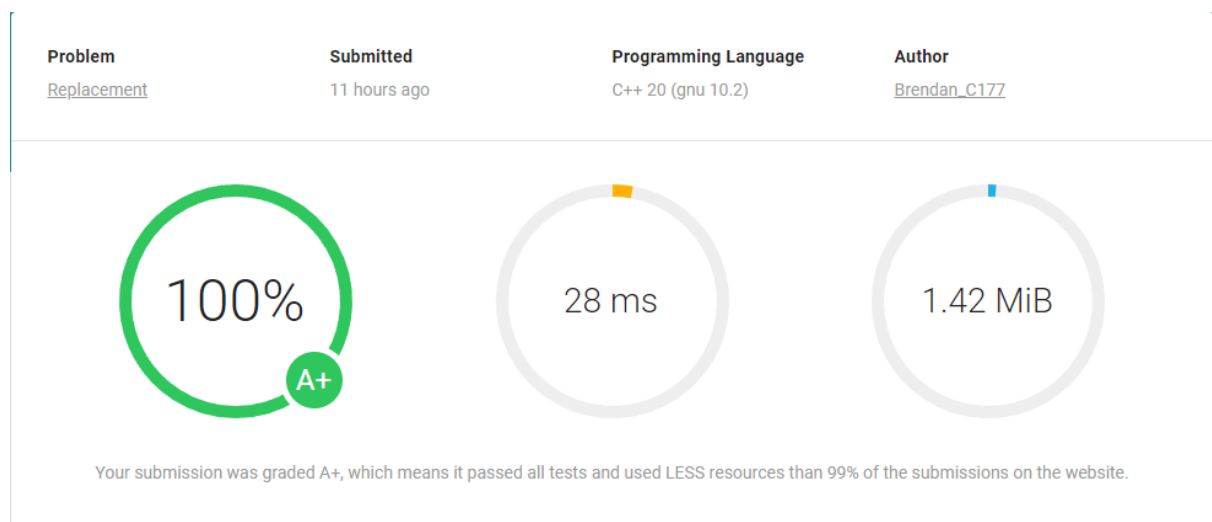 Problem Submitted Programming Language Author
Replacement 11 hours ago C++ 20 (gnu 10.2) Brendan_C177
100% 28 ms 1.42 MiB
A+
Your submission was graded A+, which means it passed all tests and used LESS resources than 99% of the submissions on the website.